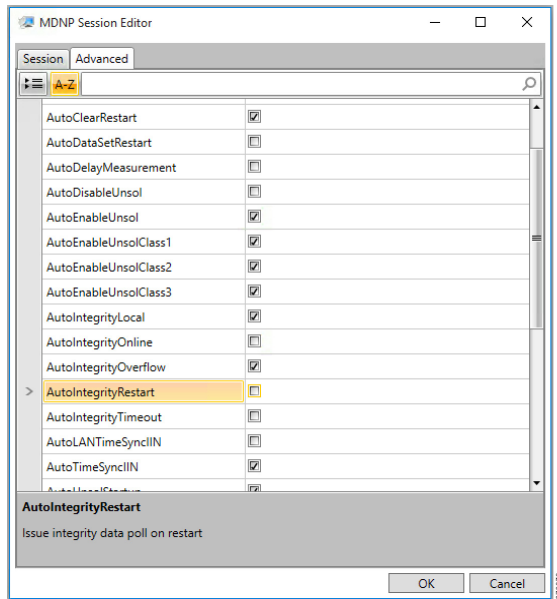 MDNP Session Editor
Session Advanced
A-Z
AutoClearRestart
AutoDataSetRestart
AutoDelayMeasurement
AutoDisableUnsol
AutoEnableUnsol
AutoEnableUnsolClass1
AutoEnableUnsolClass2
AutoEnableUnsolClass3
AutoIntegrityLocal
AutoIntegrityOnline
AutoIntegrityOverflow
AutoIntegrityRestart
AutoIntegrityTimeout
AutoLANTimeSyncIIN
AutoTimeSyncIIN
AutoUnsolStartup
AutoIntegrityRestart
Issue integrity data poll on restart
OK Cancel